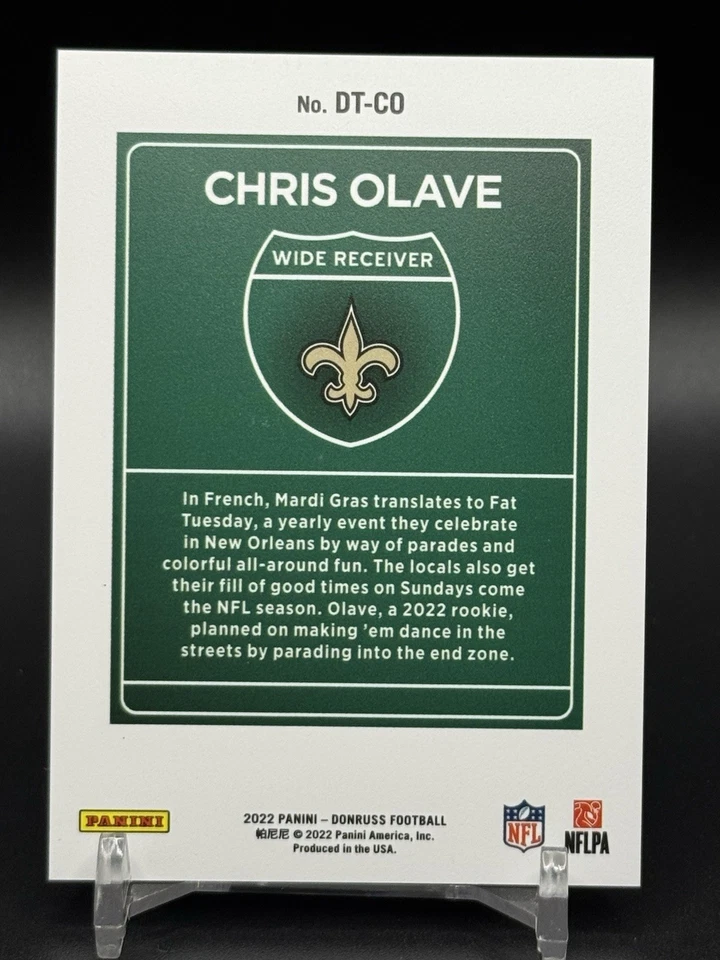 No. DT-CO
CHRIS OLAVE
WIDE RECEIVER
In French, Mardi Gras translates to Fat
Tuesday, a yearly event they celebrate
in New Orleans by way of parades and
colorful all-around fun. The locals also get
their fill of good times on Sundays come
the NFL season. Olave, a 2022 rookie,
planned on making ’em dance in the
streets by parading into the end zone.
PANINI
2022 PANINI – DONRUSS FOOTBALL
帕尼尼 © 2022 Panini America, Inc.
Produced in the USA.
NFL
NFLPA